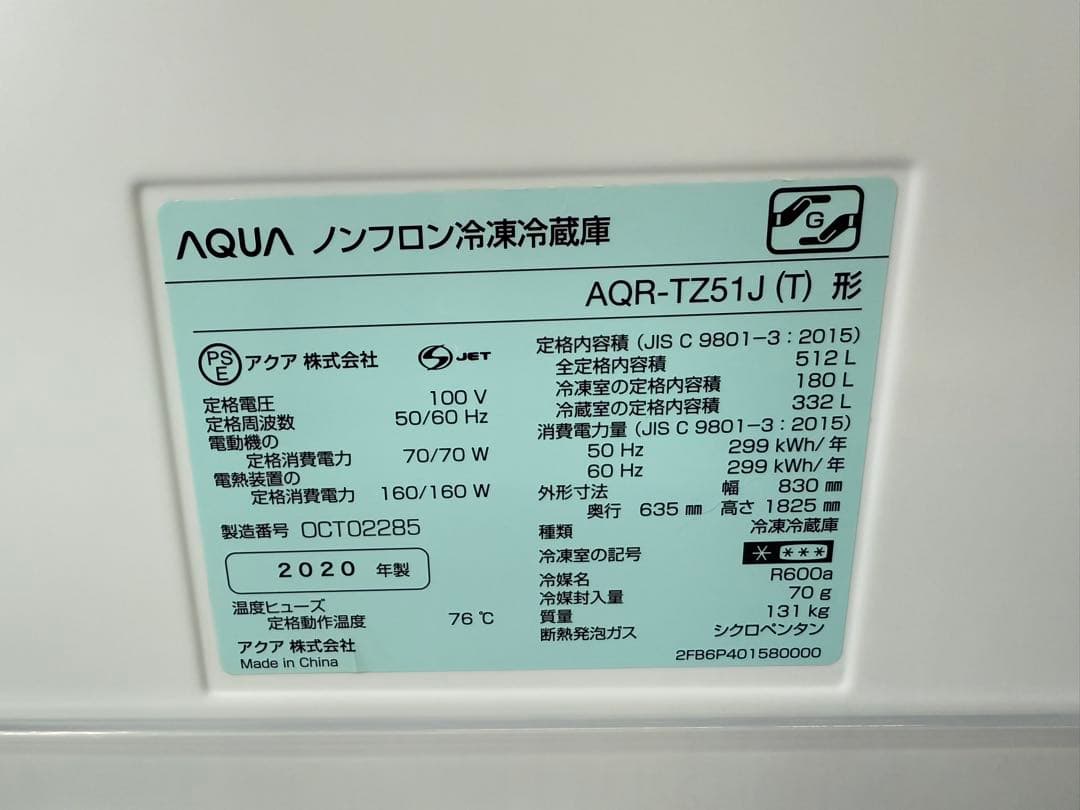 AQUA ノンフロン冷凍冷蔵庫
G
AQR-TZ51J (T) 形
PS
E
アクア 株式会社
JET
定格電圧 100 V
定格周波数 50/60 Hz
電動機の
定格消費電力 70/70 W
電熱装置の
定格消費電力 160/160 W
製造番号 OCT02285
2020 年製
温度ヒューズ
定格動作温度 76 ℃
アクア 株式会社
Made in China
定格内容積 (JIS C 9801-3：2015)
全定格内容積 512 L
冷凍室の定格内容積 180 L
冷蔵室の定格内容積 332 L
消費電力量 (JIS C 9801-3：2015)
50 Hz 299 kWh/年
60 Hz 299 kWh/年
外形寸法 幅 830 mm
奥行 635 mm 高さ 1825 mm
種類 冷凍冷蔵庫
冷凍室の記号 * ***
冷媒名 R600a
冷媒封入量 70 g
質量 131 kg
断熱発泡ガス シクロペンタン
2FB6P401580000